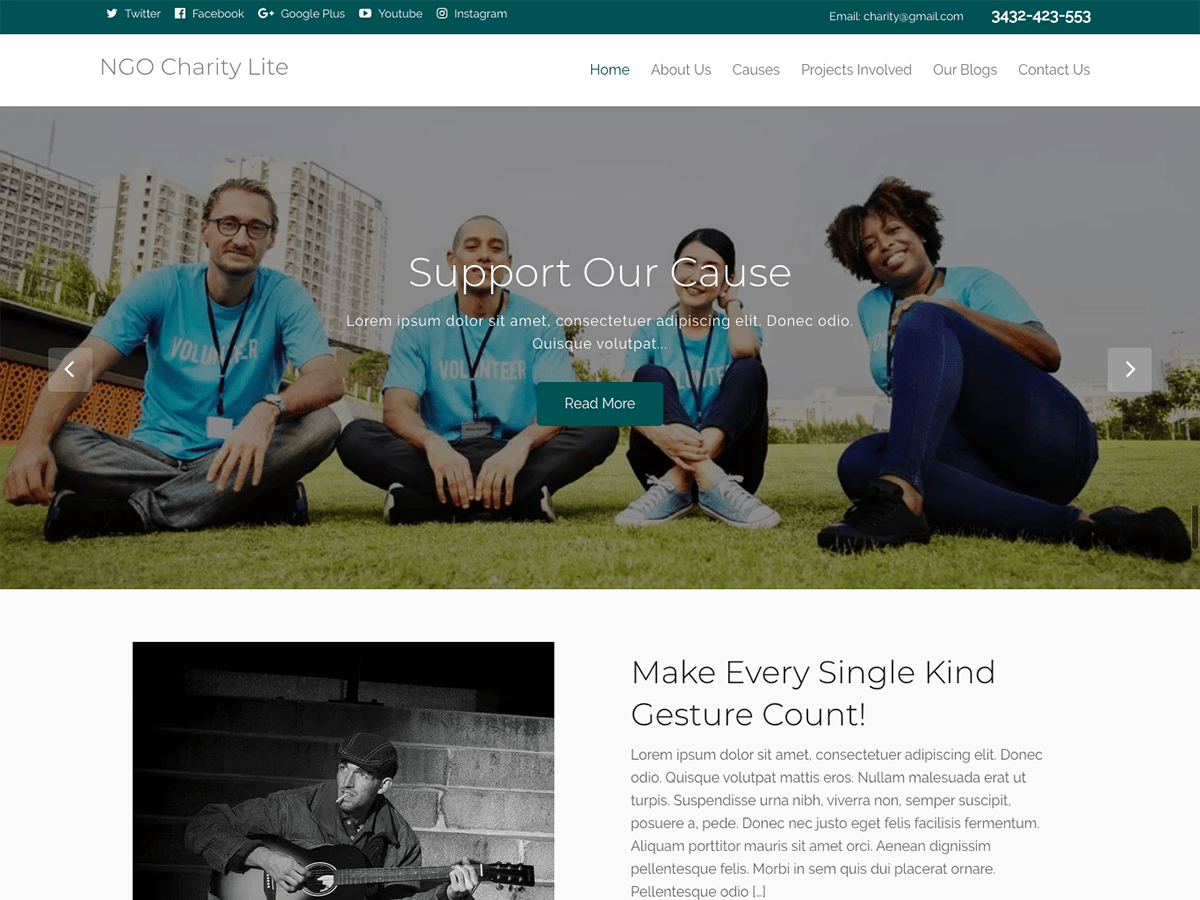 Twitter Facebook Google Plus Youtube Instagram Email: charity@gmail.com 3432-423-553
NGO Charity Lite
Home About Us Causes Projects Involved Our Blogs Contact Us
Support Our Cause
Lorem ipsum dolor sit amet, consectetuer adipiscing elit. Donec odio.
Quisque volutpat...
VOLUNTEER
VOLUNTEER
VOLUNTEER
Read More
Make Every Single Kind
Gesture Count!
Lorem ipsum dolor sit amet, consectetuer adipiscing elit. Donec
odio. Quisque volutpat mattis eros. Nullam malesuada erat ut
turpis. Suspendisse urna nibh, viverra non, semper suscipit,
posuere a, pede. Donec nec justo eget felis facilisis fermentum.
Aliquam porttitor mauris sit amet orci. Aenean dignissim
pellentesque felis. Morbi in sem quis dui placerat ornare.
Pellentesque odio [...]